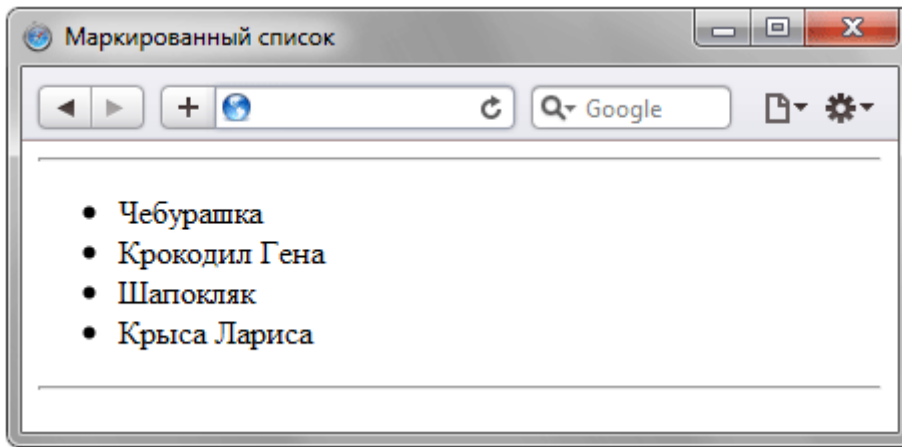 Маркированный список
Google
Чебурашка
Крокодил Гена
Шапокляк
Крыса Лариса